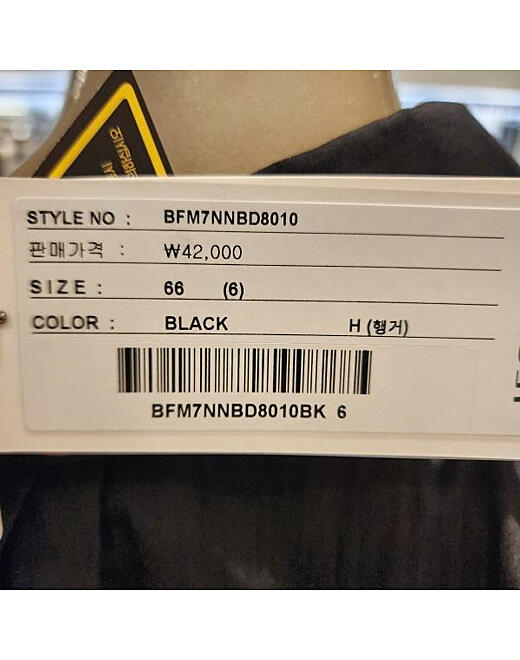 STYLE NO : BFM7NNBD8010
판매가격 : ₩42,000
SIZE : 66 (6)
COLOR : BLACK H (행거)
BFM7NNBD8010BK 6